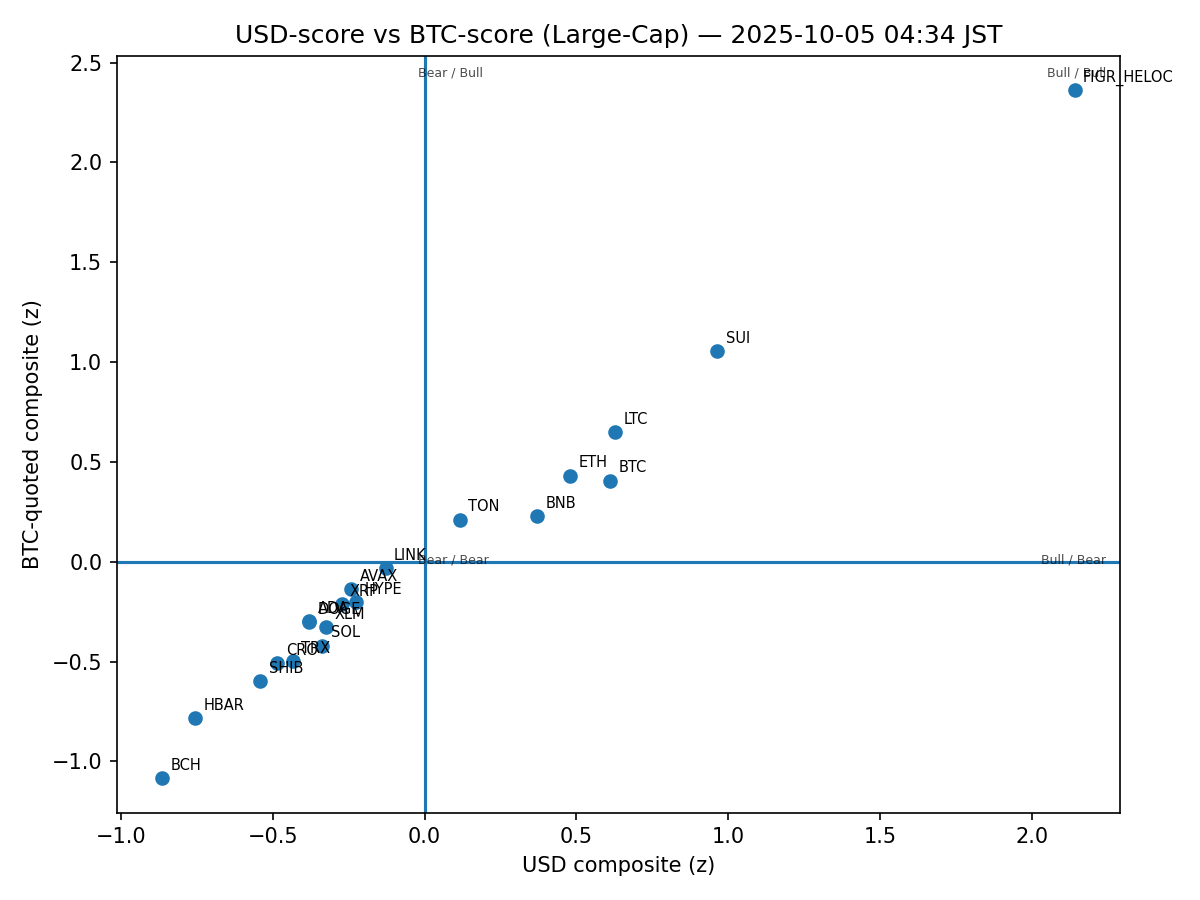 USD-score vs BTC-score (Large-Cap) — 2025-10-05 04:34 JST
2.5
Bear / Bull
Bull / Bull
FIGR_HELOC
2.0
1.5
SUI
1.0
LTC
ETH
BTC
0.5
BNB
TON
LINK
0.0
Bear / Bear
Bull / Bear
AVAX
XRP
HYPE
ADA
DOGE
XLM
SOL
CRO
TRX
−0.5
SHIB
HBAR
BCH
−1.0
BTC-quoted composite (z)
−1.0
−0.5
0.0
0.5
1.0
1.5
2.0
USD composite (z)